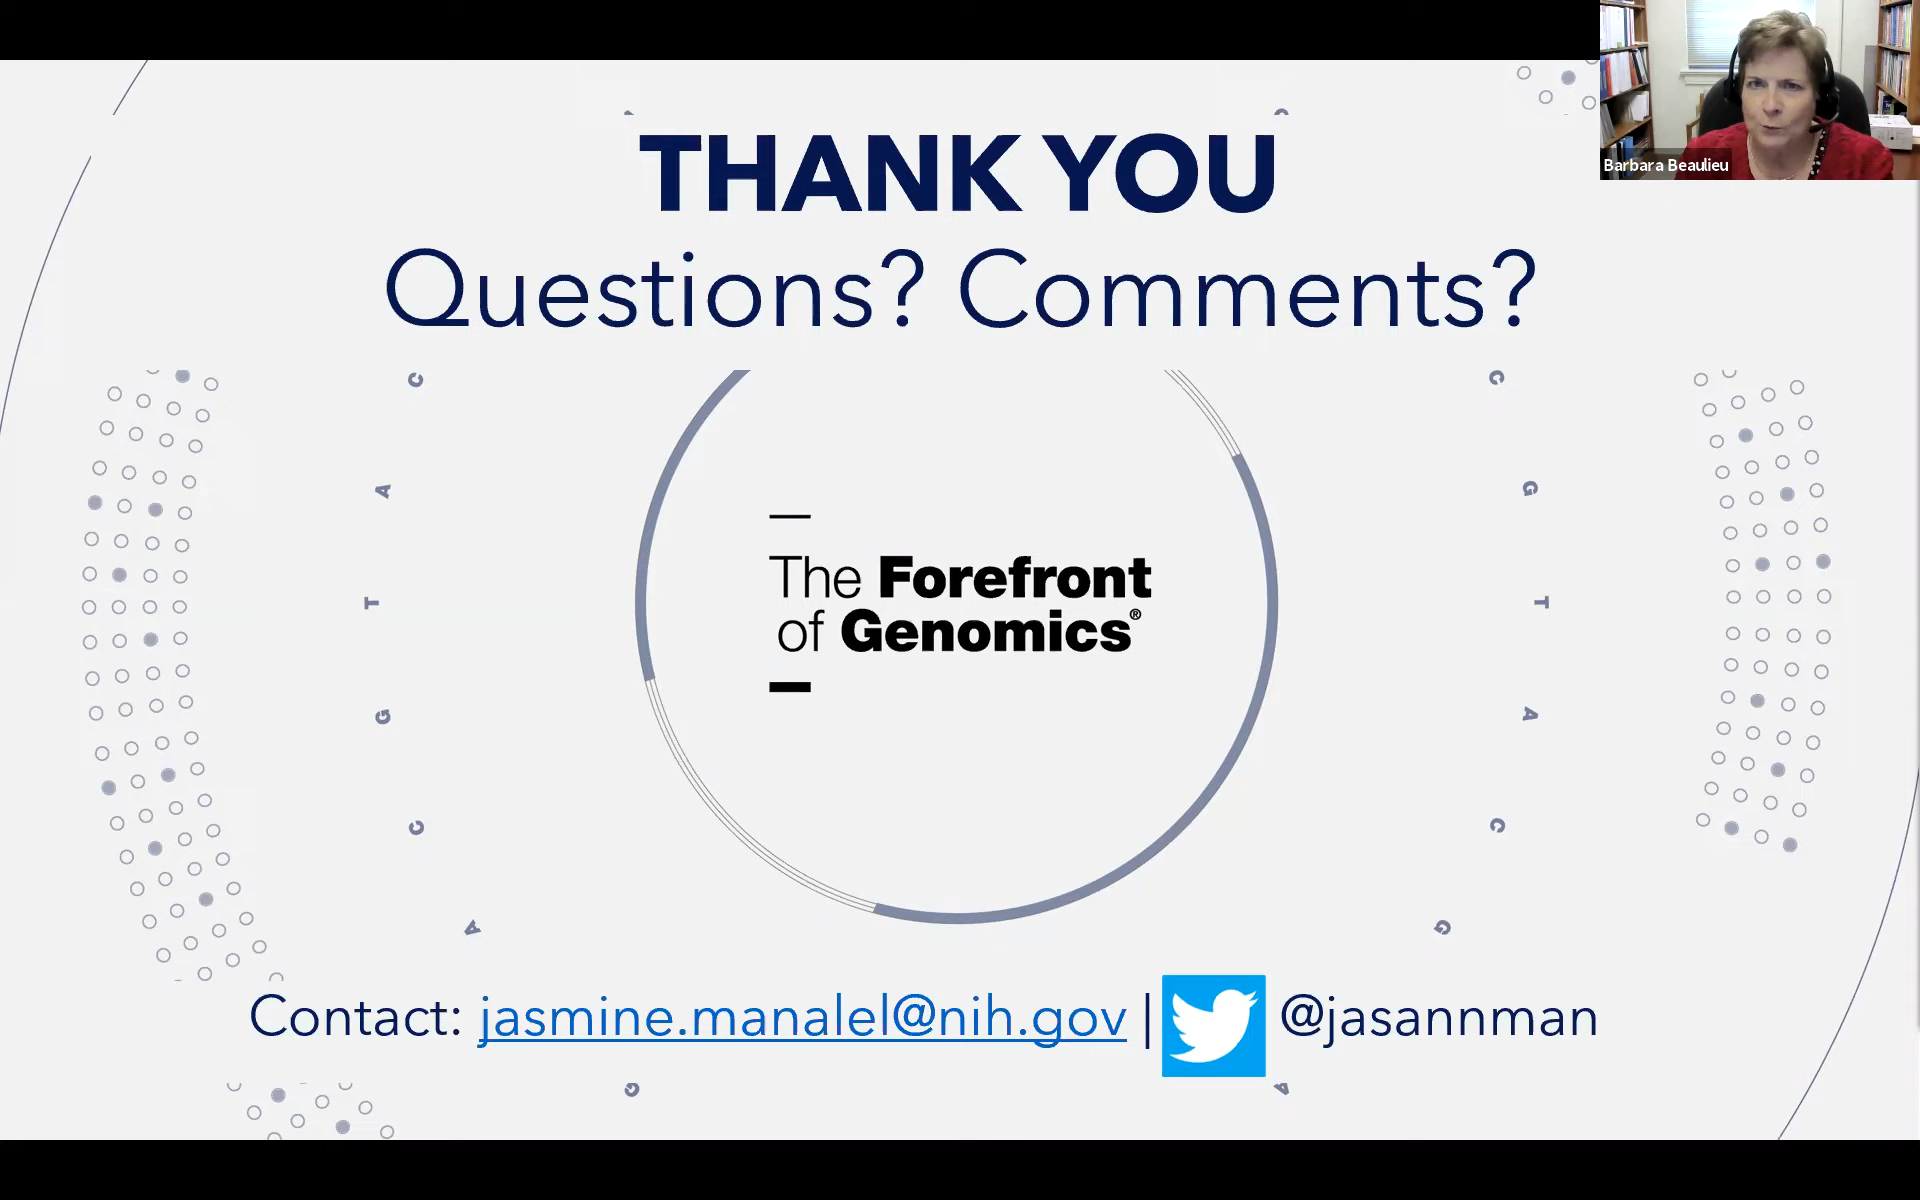 Barbara Beaulieu
THANK YOU
Questions? Comments?
C
C
A
G
T
The Forefront
of Genomics®
T
G
A
C
C
A
G
Contact: jasmine.manalel@nih.gov | @jasannman
G
A